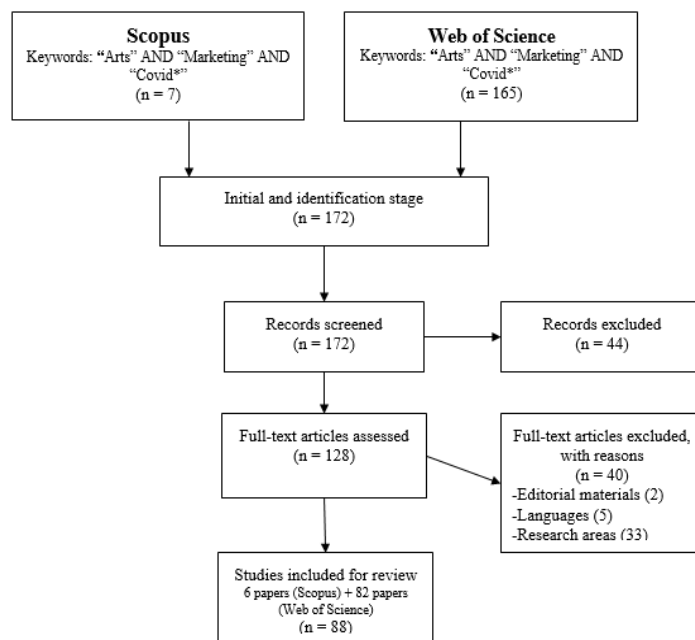 Scopus
Keywords: “Arts” AND “Marketing” AND
“Covid*”
(n = 7)
Web of Science
Keywords: “Arts” AND “Marketing” AND
“Covid*”
(n = 165)
Initial and identification stage
(n = 172)
Records screened
(n = 172)
Records excluded
(n = 44)
Full-text articles assessed
(n = 128)
Full-text articles excluded,
with reasons
(n = 40)
-Editorial materials (2)
-Languages (5)
-Research areas (33)
Studies included for review
6 papers (Scopus) + 82 papers
(Web of Science)
(n = 88)